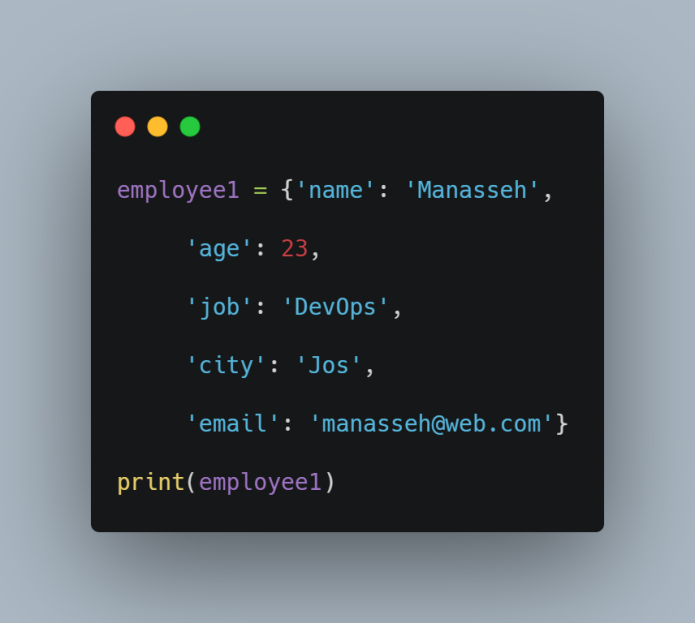 employee1 = {'name': 'Manasseh',
'age': 23,
'job': 'DevOps',
'city': 'Jos',
'email': 'manasseh@web.com'}
print(employee1)